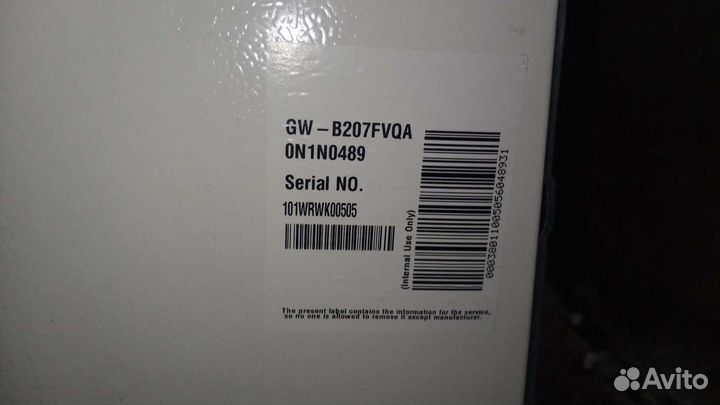 GW – B207FVQA
0N1N0489
Serial NO.
101WRWK00505
(Internal Use Only)
00038011005056048931
The present label contains the information for the service,
so no one is allowed to remove it except manufacturer.
Avito